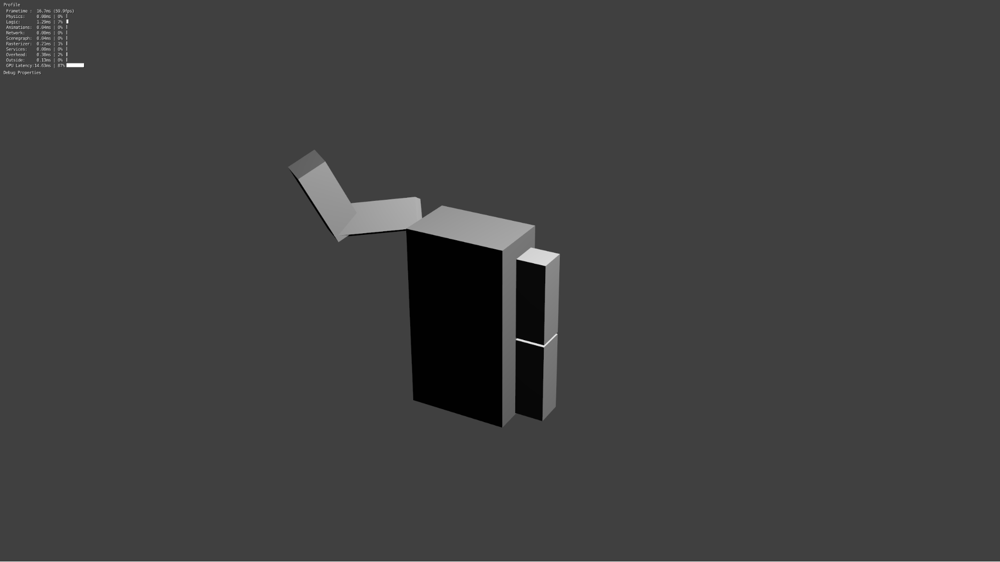 Profile
Frametime : 16.7ms (59.9fps)
Physics: 0.00ms | 0%
Logic: 1.29ms | 7%
Animations: 0.04ms | 0%
Network: 0.00ms | 0%
Scenegraph: 0.04ms | 0%
Rasterizer: 0.21ms | 1%
Services: 0.00ms | 0%
Overhead: 0.38ms | 2%
Outside: 0.13ms | 0%
GPU Latency:14.63ms | 87%
Debug Properties